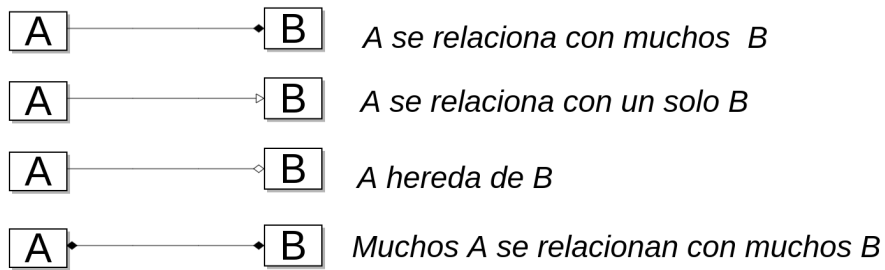 A B A se relaciona con muchos B
A B A se relaciona con un solo B
A B A hereda de B
A B Muchos A se relacionan con muchos B